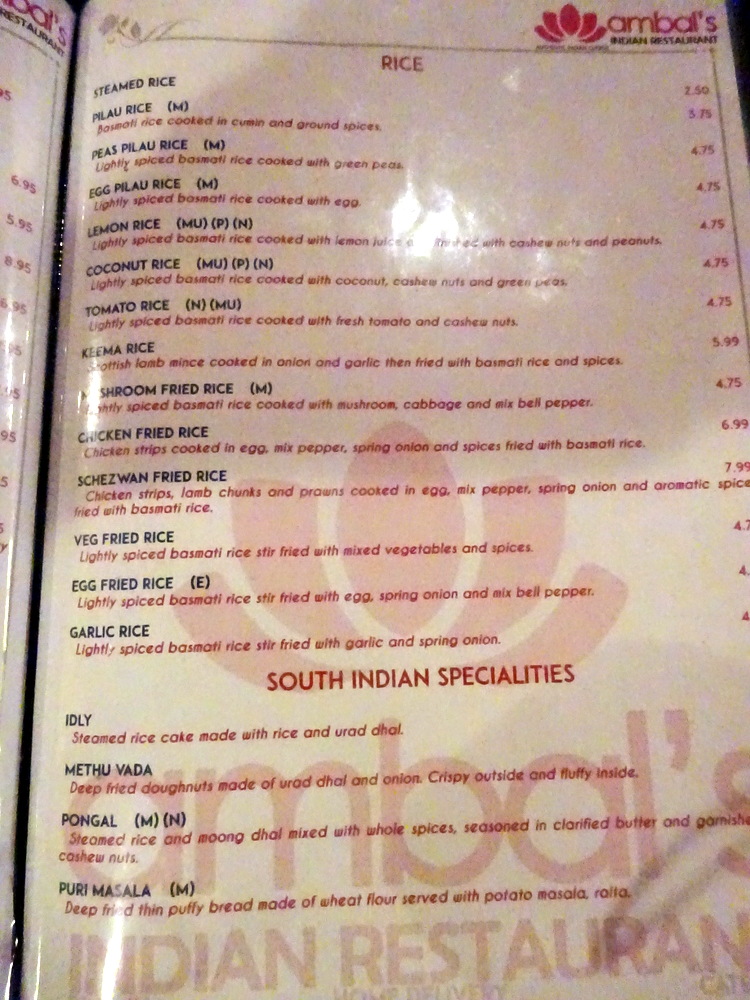 ambal's
INDIAN RESTAURANT
RICE
STEAMED RICE 2.50
PILAU RICE (M) 3.75
Basmati rice cooked in cumin and ground spices.
PEAS PILAU RICE (M) 4.75
Lightly spiced basmati rice cooked with green peas.
EGG PILAU RICE (M) 4.75
Lightly spiced basmati rice cooked with egg.
LEMON RICE (MU) (P) (N) 4.75
Lightly spiced basmati rice cooked with lemon juice with cashew nuts and peanuts.
COCONUT RICE (MU) (P) (N) 4.75
Lightly spiced basmati rice cooked with coconut, cashew nuts and green peas.
TOMATO RICE (N) (MU) 4.75
Lightly spiced basmati rice cooked with fresh tomato and cashew nuts.
KEEMA RICE 5.99
Scottish lamb mince cooked in onion and garlic then fried with basmati rice and spices.
MUSHROOM FRIED RICE (M) 4.75
Lightly spiced basmati rice cooked with mushroom, cabbage and mix bell pepper.
CHICKEN FRIED RICE 6.99
Chicken strips cooked in egg, mix pepper, spring onion and spices fried with basmati rice.
SCHEZWAN FRIED RICE 7.99
Chicken strips, lamb chunks and prawns cooked in egg, mix pepper, spring onion and aromatic spice
fried with basmati rice.
VEG FRIED RICE 4.7
Lightly spiced basmati rice stir fried with mixed vegetables and spices.
EGG FRIED RICE (E) 4.
Lightly spiced basmati rice stir fried with egg, spring onion and mix bell pepper.
GARLIC RICE 4
Lightly spiced basmati rice stir fried with garlic and spring onion.
SOUTH INDIAN SPECIALITIES
IDLY
Steamed rice cake made with rice and urad dhal.
METHU VADA
Deep fried doughnuts made of urad dhal and onion. Crispy outside and fluffy inside.
PONGAL (M) (N)
Steamed rice and moong dhal mixed with whole spices, seasoned in clarified butter and garnishe
cashew nuts.
PURI MASALA (M)
Deep fried thin puffy bread made of wheat flour served with potato masala, raita.
ambal's
INDIAN RESTAURAN
HOME DELIVERY
CATE
6.95
5.95
8.95
6.95